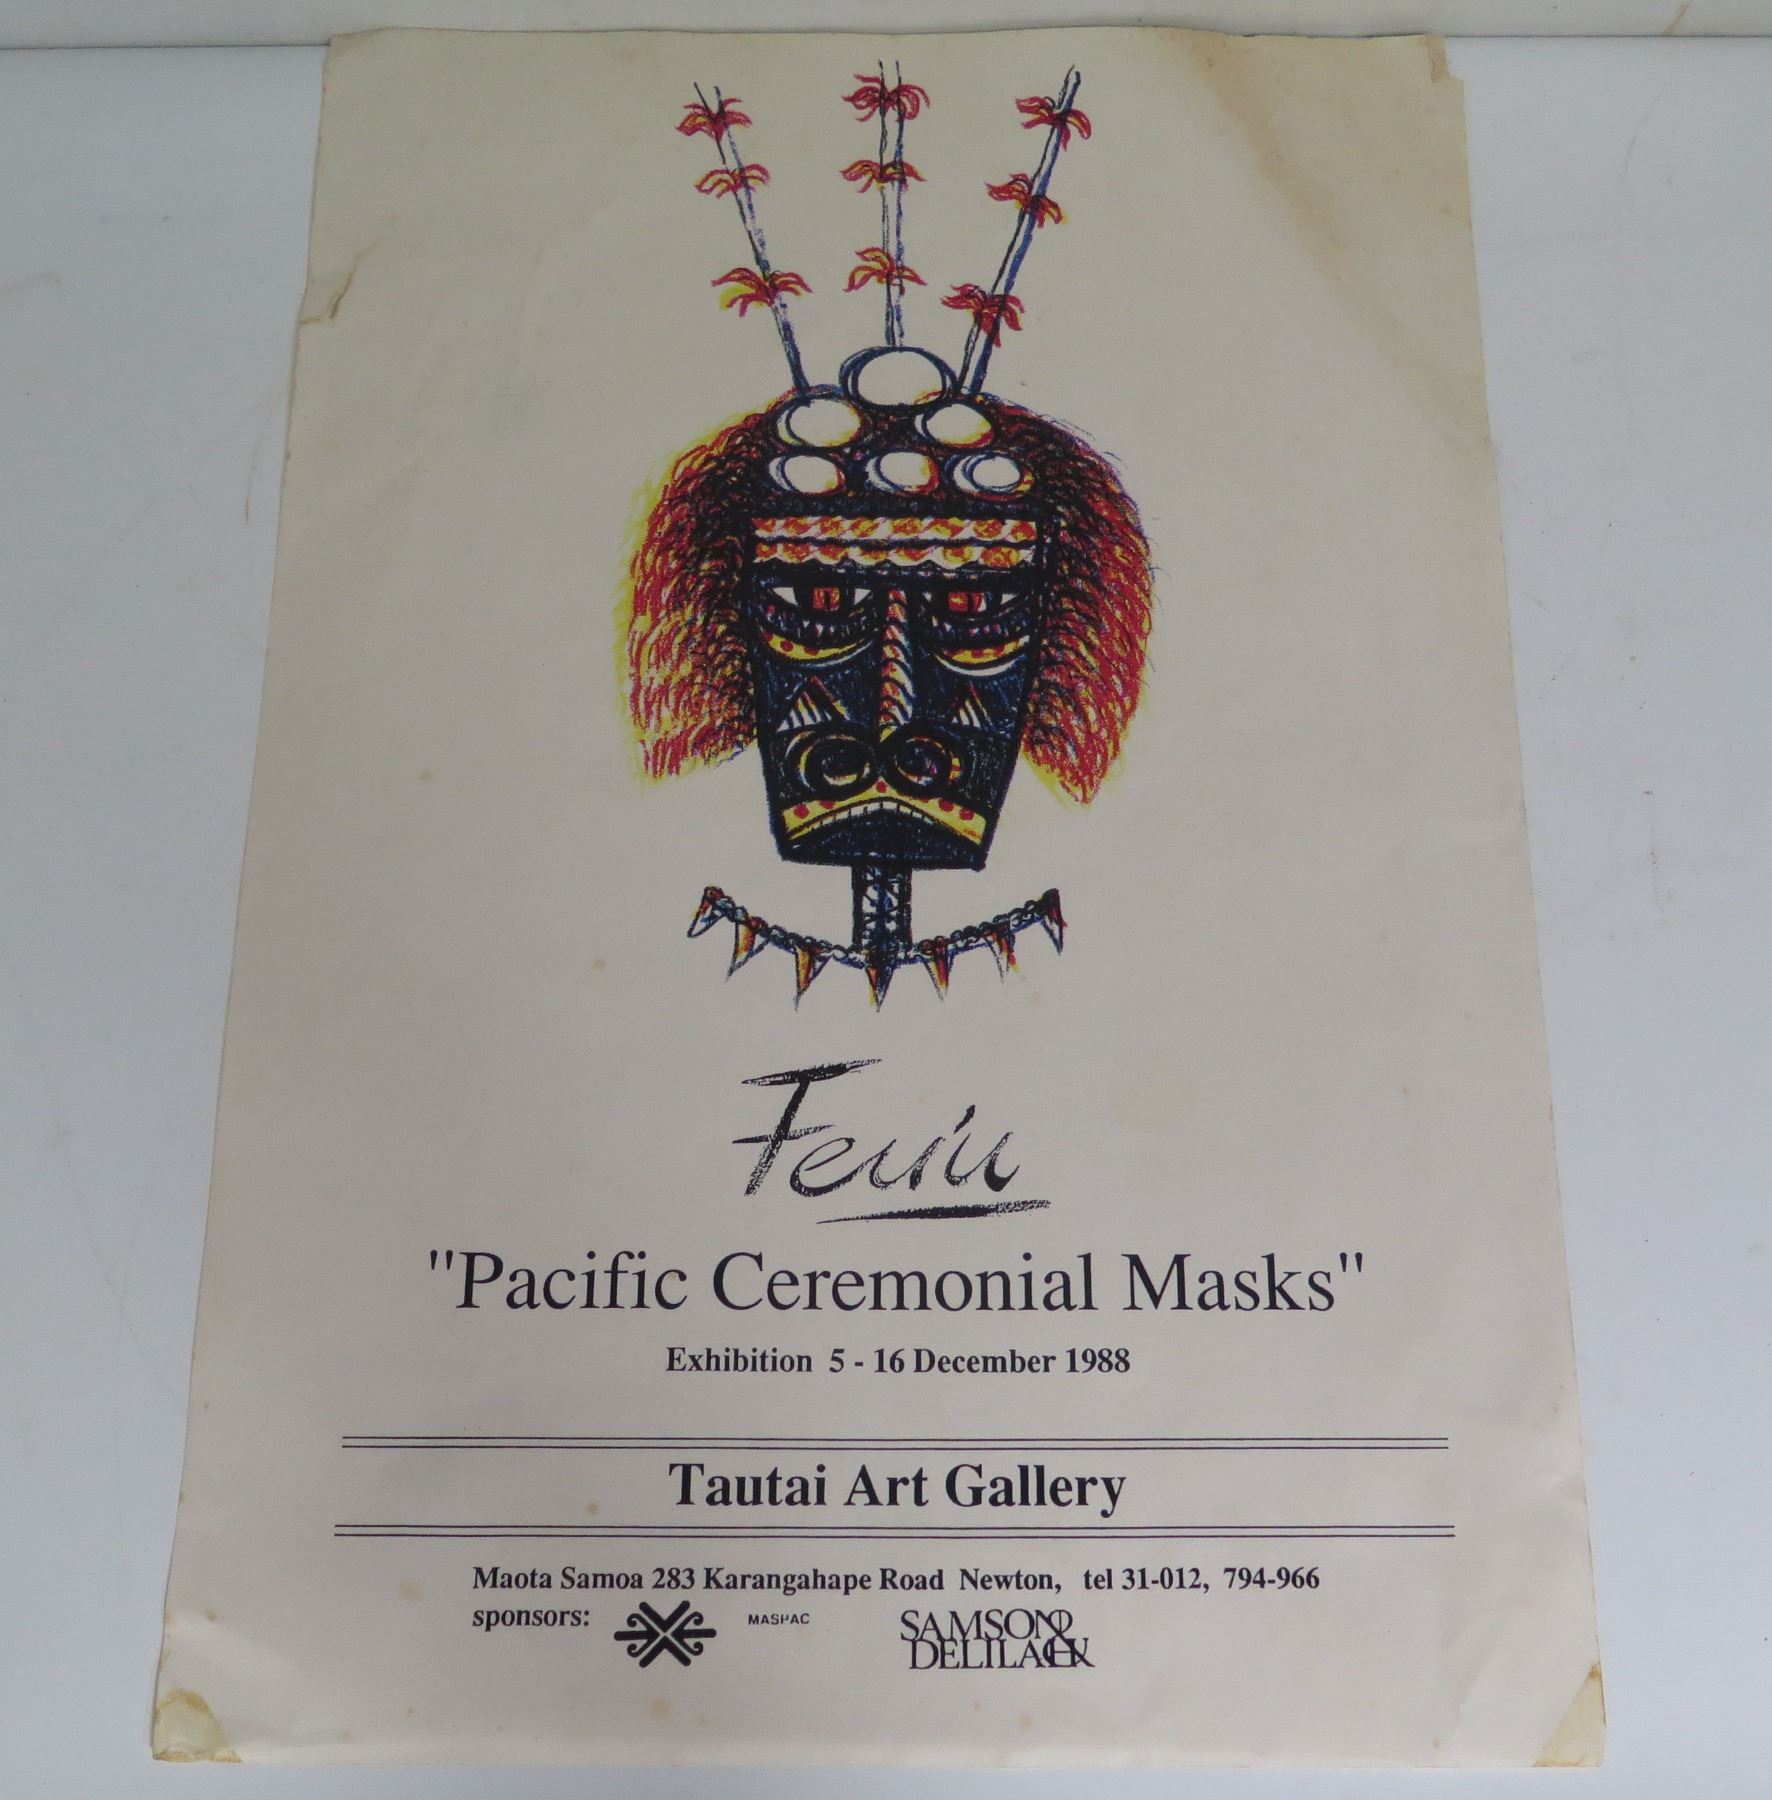 Feu'u
"Pacific Ceremonial Masks"
Exhibition 5 - 16 December 1988
Tautai Art Gallery
Maota Samoa 283 Karangahape Road Newton, tel 31-012, 794-966
sponsors: MASPAC SAMSON &
DELILAH